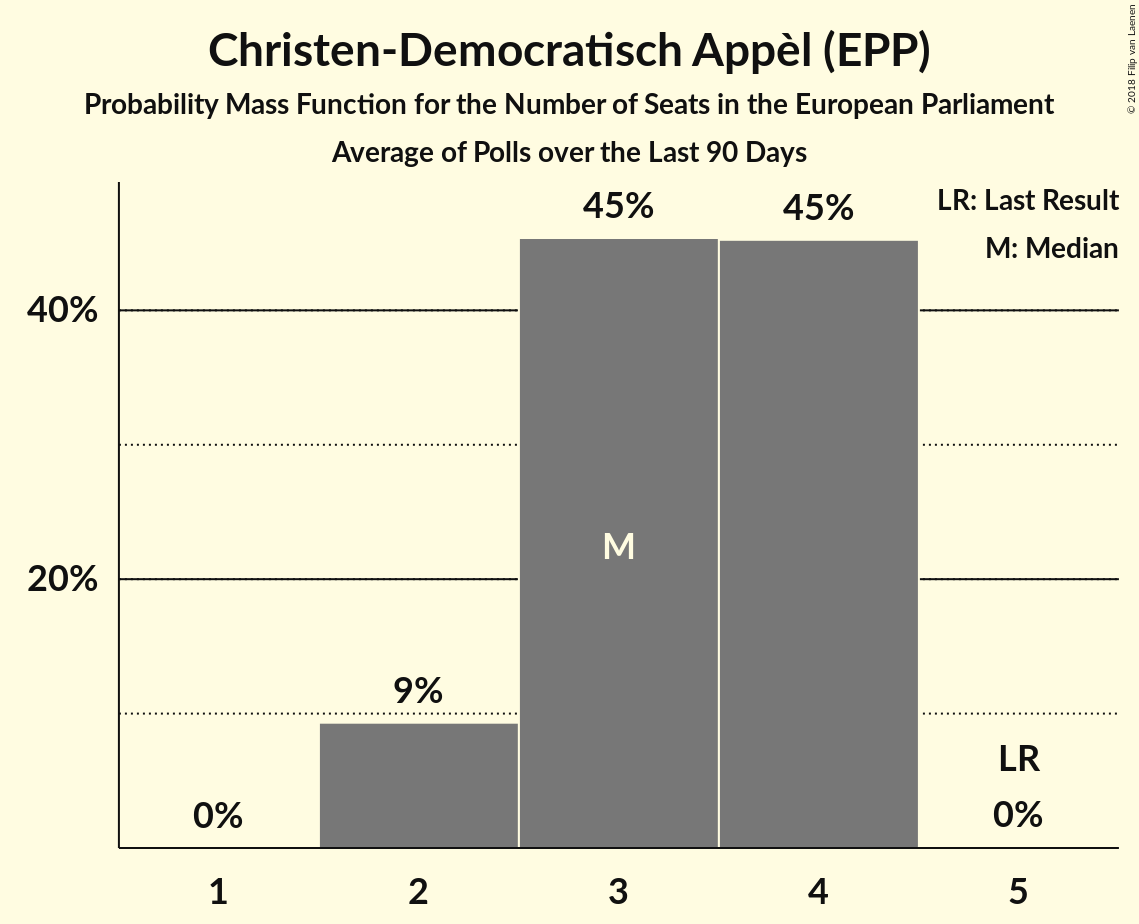 Christen-Democratisch Appèl (EPP)
Probability Mass Function for the Number of Seats in the European Parliament
Average of Polls over the Last 90 Days
© 2018 Filip van Laenen
LR: Last Result
M: Median
45%
45%
40%
M
20%
9%
LR
0%
0%
1
2
3
4
5